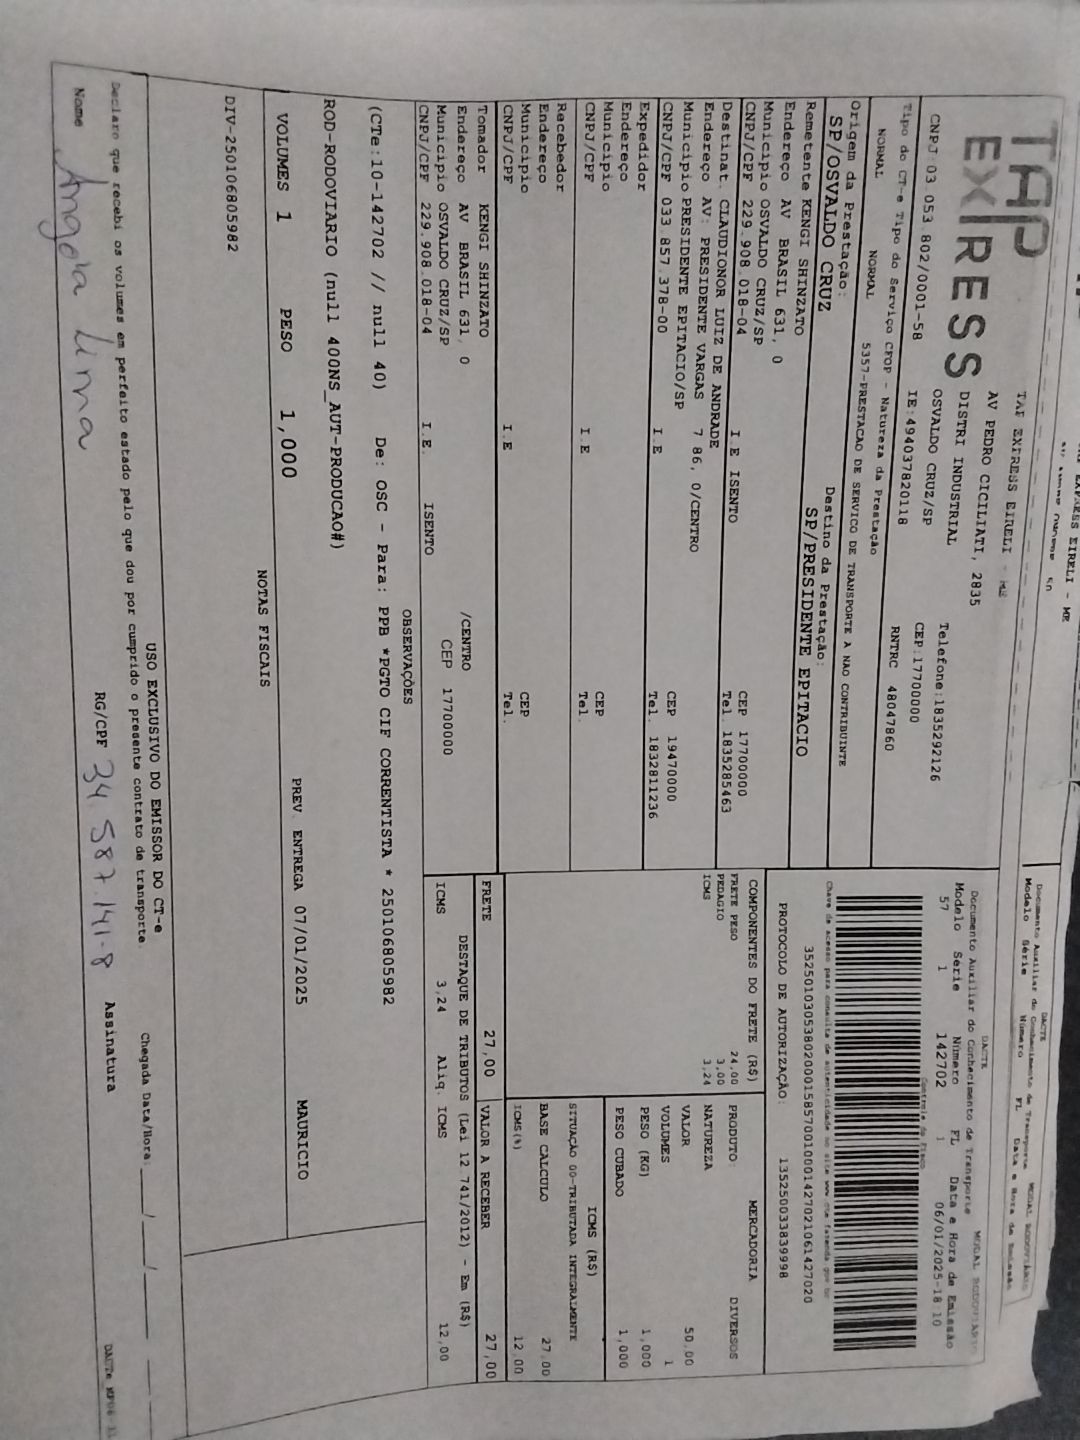 TAP EXPRESS EIRELI - ME
TAP
EXPRESS
AV PEDRO CICILIATI, 2835
DISTRI INDUSTRIAL
OSVALDO CRUZ/SP
Telefone:1835292126
CEP:17700000
CNPJ:03.053.802/0001-58
IE:494037820118
RNTRC 48047860
DACTE
Documento Auxiliar do Conhecimento de Transporte MODAL RODOVIÁRIO
Modelo Série Número FL Data e Hora de Emissão
57 1 142702 1 06/01/2025-18:10
Controle do Fisco
Tipo do CT-e Tipo do Serviço CFOP - Natureza da Prestação
NORMAL NORMAL 5357-PRESTACAO DE SERVICO DE TRANSPORTE A NAO CONTRIBUINTE
Chave de acesso para consulta de autenticidade no site www.cte.fazenda.gov.br
35250103053802000158570010001427021061427020
PROTOCOLO DE AUTORIZAÇÃO: 135250033839998
Origem da Prestação: Destino da Prestação:
SP/OSVALDO CRUZ SP/PRESIDENTE EPITACIO
Remetente KENGI SHINZATO
Endereço AV BRASIL 631, 0
Municipio OSVALDO CRUZ/SP CEP 17700000
CNPJ/CPF 229.908.018-04 I.E ISENTO Tel. 1835285463
Destinat. CLAUDIONOR LUIZ DE ANDRADE
Endereço AV: PRESIDENTE VARGAS 7 86, 0/CENTRO
Municipio PRESIDENTE EPITACIO/SP CEP 19470000
CNPJ/CPF 033.857.378-00 I.E Tel. 1832811236
Expedidor
Endereço
Municipio CEP
CNPJ/CPF I.E Tel.
Recebedor
Endereço
Municipio CEP
CNPJ/CPF I.E Tel.
Tomador KENGI SHINZATO
Endereço AV BRASIL 631, 0 /CENTRO
Municipio OSVALDO CRUZ/SP CEP 17700000
CNPJ/CPF 229.908.018-04 I.E. ISENTO
COMPONENTES DO FRETE (R$)
FRETE PESO 24,00
PEDAGIO 3,00
ICMS 3,24
MERCADORIA
PRODUTO: DIVERSOS
NATUREZA
VALOR 50,00
VOLUMES 1
PESO (KG) 1,000
PESO CUBADO 1,000
ICMS (R$)
SITUAÇÃO 00-TRIBUTADA INTEGRALMENTE
BASE CALCULO 27,00
ICMS(%) 12,00
FRETE 27,00 VALOR A RECEBER 27,00
DESTAQUE DE TRIBUTOS (Lei 12.741/2012) - Em (R$)
ICMS 3,24 Aliq. ICMS 12,00
OBSERVAÇÕES
(CTe:10-142702 // null 40) De: OSC - Para: PPB *PGTO CIF CORRENTISTA * 250106805982
ROD-RODOVIARIO (null 400NS_AUT-PRODUCAO#)
VOLUMES 1 PESO 1,000 PREV. ENTREGA 07/01/2025 MAURICIO
NOTAS FISCAIS
DIV-250106805982
USO EXCLUSIVO DO EMISSOR DO CT-e
Declaro que recebi os volumes em perfeito estado pelo que dou por cumprido o presente contrato de transporte. Chegada Data/Hora: __/__/__
Nome Lima RG/CPF 34 587.141-8 Assinatura